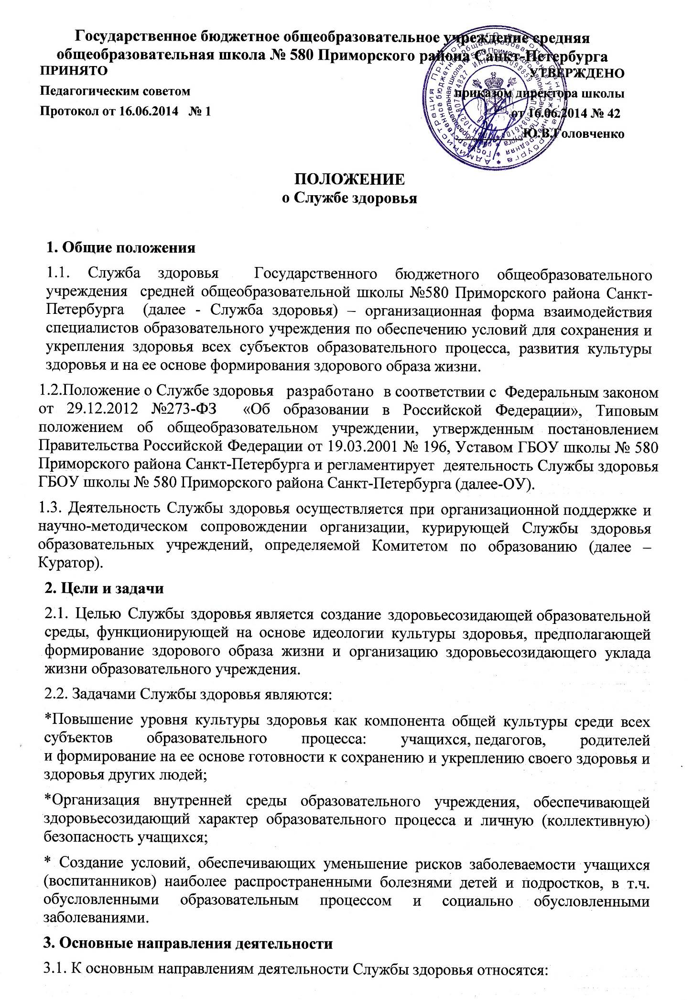 Государственное бюджетное общеобразовательное учреждение средняя
общеобразовательная школа № 580 Приморского района Санкт-Петербурга
ПРИНЯТО
УТВЕРЖДЕНО
Педагогическим советом
приказом директора школы
Протокол от 16.06.2014 № 1
от 16.06.2014 № 42
Ю.В.Головченко
ПОЛОЖЕНИЕ
о Службе здоровья
1. Общие положения
1.1. Служба здоровья Государственного бюджетного общеобразовательного
учреждения средней общеобразовательной школы №580 Приморского района Санкт-
Петербурга (далее - Служба здоровья) – организационная форма взаимодействия
специалистов образовательного учреждения по обеспечению условий для сохранения и
укрепления здоровья всех субъектов образовательного процесса, развития культуры
здоровья и на ее основе формирования здорового образа жизни.
1.2.Положение о Службе здоровья разработано в соответствии с Федеральным законом
от 29.12.2012 №273-ФЗ «Об образовании в Российской Федерации», Типовым
положением об общеобразовательном учреждении, утвержденным постановлением
Правительства Российской Федерации от 19.03.2001 № 196, Уставом ГБОУ школы № 580
Приморского района Санкт-Петербурга и регламентирует деятельность Службы здоровья
ГБОУ школы № 580 Приморского района Санкт-Петербурга (далее-ОУ).
1.3. Деятельность Службы здоровья осуществляется при организационной поддержке и
научно-методическом сопровождении организации, курирующей Службы здоровья
образовательных учреждений, определяемой Комитетом по образованию (далее –
Куратор).
2. Цели и задачи
2.1. Целью Службы здоровья является создание здоровьесозидающей образовательной
среды, функционирующей на основе идеологии культуры здоровья, предполагающей
формирование здорового образа жизни и организацию здоровьесозидающего уклада
жизни образовательного учреждения.
2.2. Задачами Службы здоровья являются:
*Повышение уровня культуры здоровья как компонента общей культуры среди всех
субъектов образовательного процесса: учащихся, педагогов, родителей
и формирование на ее основе готовности к сохранению и укреплению своего здоровья и
здоровья других людей;
*Организация внутренней среды образовательного учреждения, обеспечивающей
здоровьесозидающий характер образовательного процесса и личную (коллективную)
безопасность учащихся;
* Создание условий, обеспечивающих уменьшение рисков заболеваемости учащихся
(воспитанников) наиболее распространенными болезнями детей и подростков, в т.ч.
обусловленными образовательным процессом и социально обусловленными
заболеваниями.
3. Основные направления деятельности
3.1. К основным направлениям деятельности Службы здоровья относятся: